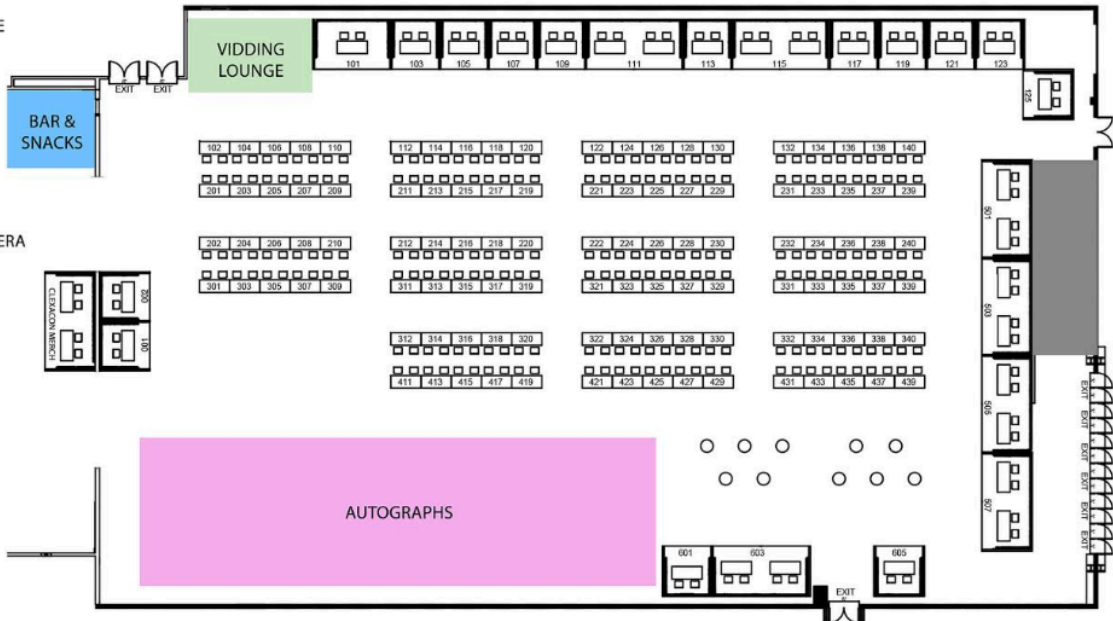 E
VIDDING
LOUNGE
101 103 105 107 109 111 113 115 117 119 121 123
125
EXIT EXIT
BAR &
SNACKS
102 104 106 108 110 112 114 116 118 120 122 124 126 128 130 132 134 136 138 140
201 203 205 207 209 211 213 215 217 219 221 223 225 227 229 231 233 235 237 239
501
ERA
202 204 206 208 210 212 214 216 218 220 222 224 226 228 230 232 234 236 238 240
301 303 305 307 309 311 313 315 317 319 321 323 325 327 329 331 333 335 337 339
503
CLEXACON MERCH
100
312 314 316 318 320 322 324 326 328 330 332 334 338 340
411 413 415 417 419 421 423 425 427 429 431 433 435 437 439
507
EXIT
EXIT
EXIT
EXIT
EXIT
EXIT
AUTOGRAPHS
601 603 605
EXIT